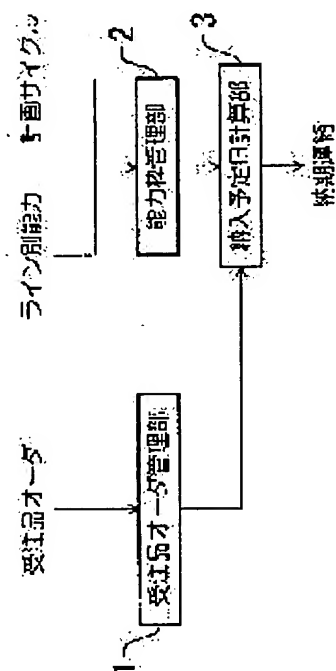 受注品オーダ
ライン別能力
計画サイクル
1
受注品オーダ管理部
2
能力枠管理部
3
納入予定日計算部
納期連絡